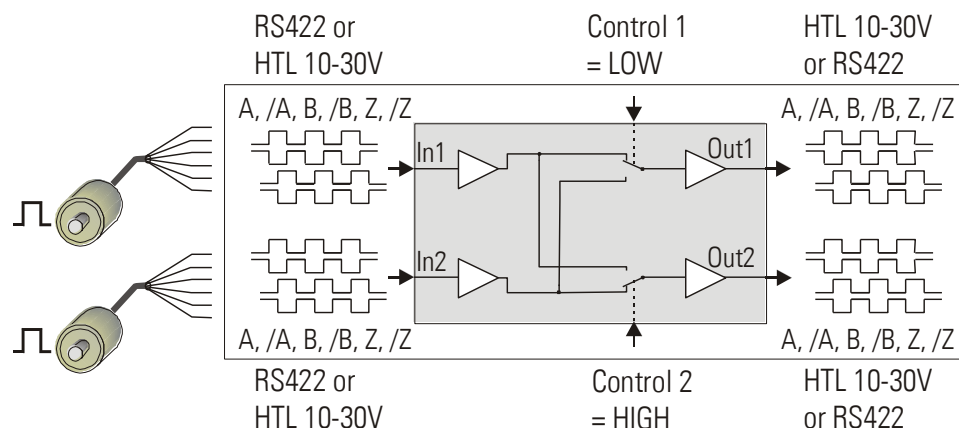 RS422 or
HTL 10-30V
Control 1
= LOW
HTL 10-30V
or RS422
A, /A, B, /B, Z, /Z
A, /A, B, /B, Z, /Z
In1
Out1
In2
Out2
A, /A, B, /B, Z, /Z
A, /A, B, /B, Z, /Z
RS422 or
HTL 10-30V
Control 2
= HIGH
HTL 10-30V
or RS422